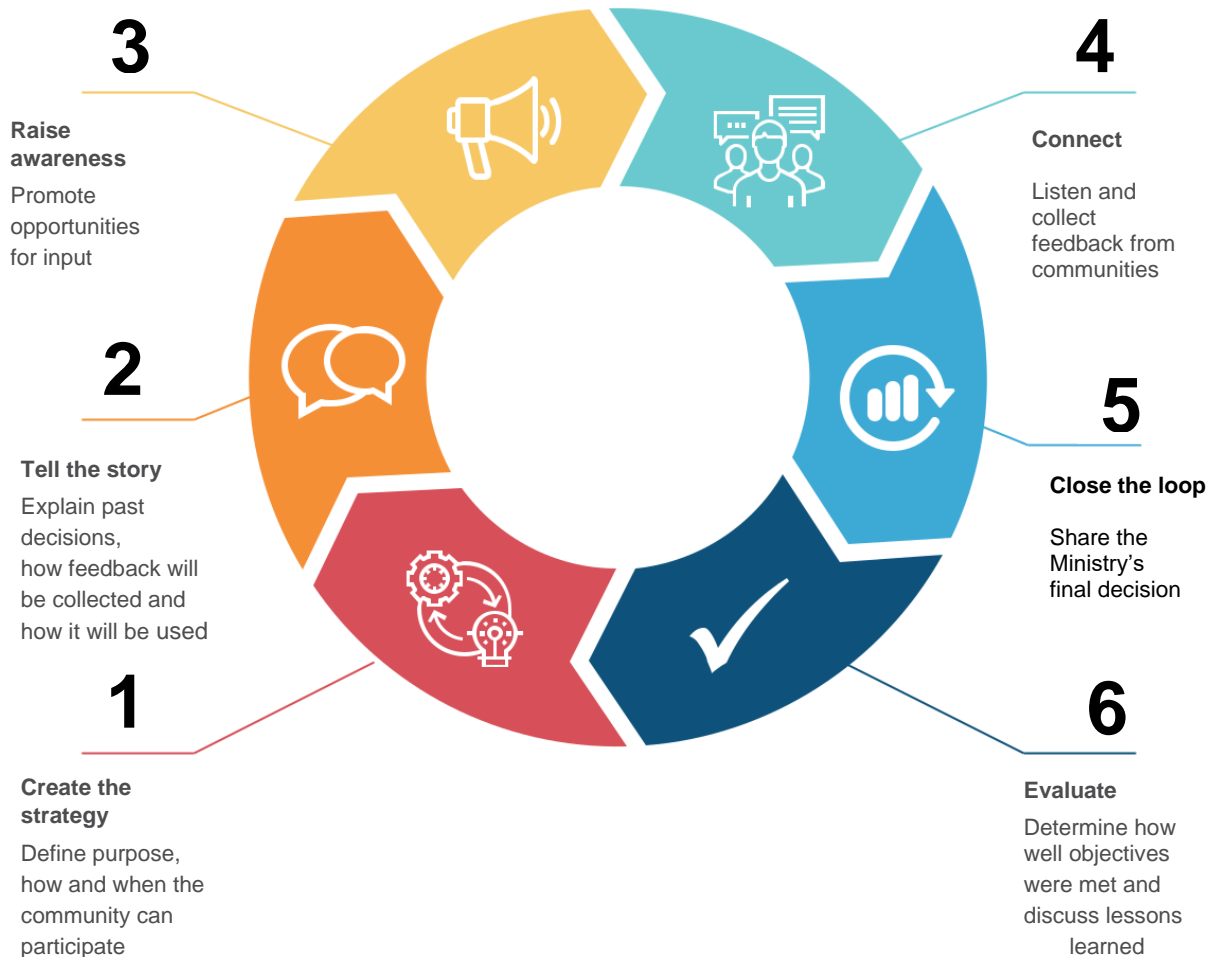 3
Raise
awareness
Promote
opportunities
for input
4
Connect
Listen and
collect
feedback from
communities
2
Tell the story
Explain past
decisions,
how feedback will
be collected and
how it will be used
5
Close the loop
Share the
Ministry’s
final decision
1
Create the
strategy
Define purpose,
how and when the
community can
participate
6
Evaluate
Determine how
well objectives
were met and
discuss lessons
learned